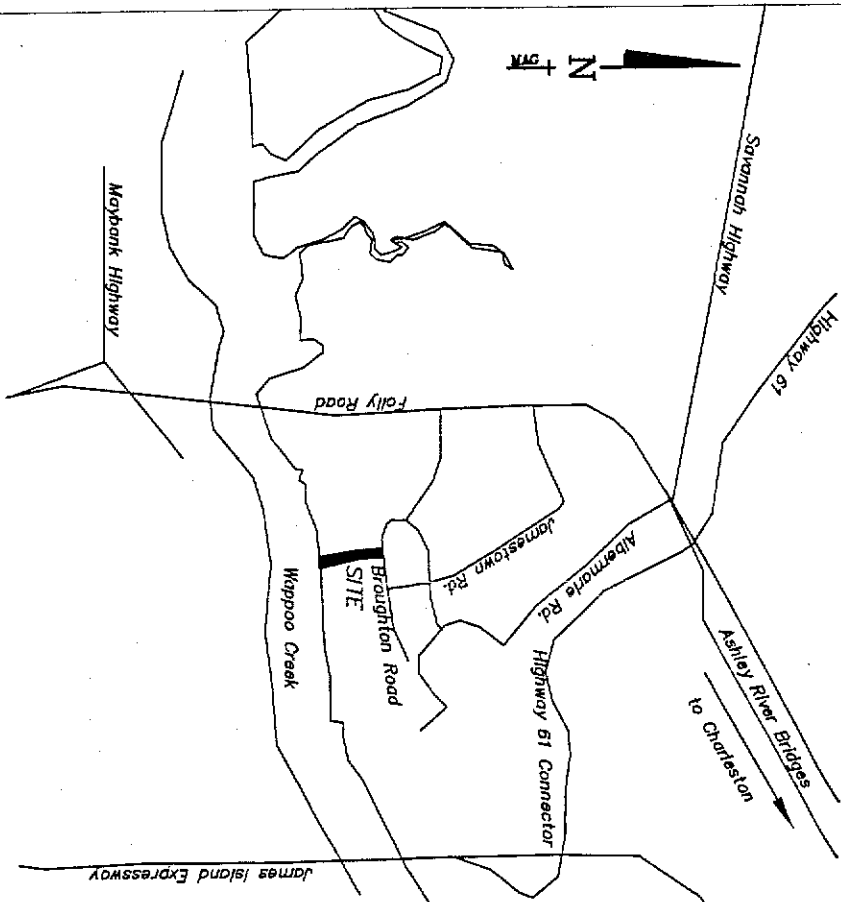 Savannah Highway
Highway 61
N
MAG
Maybank Highway
Folly Road
Jamestown Rd.
Albermarle Rd.
Ashley River Bridges
to Charleston
Broughton Road
SITE
Wappoo Creek
Highway 61 Connector
James Island Expressway